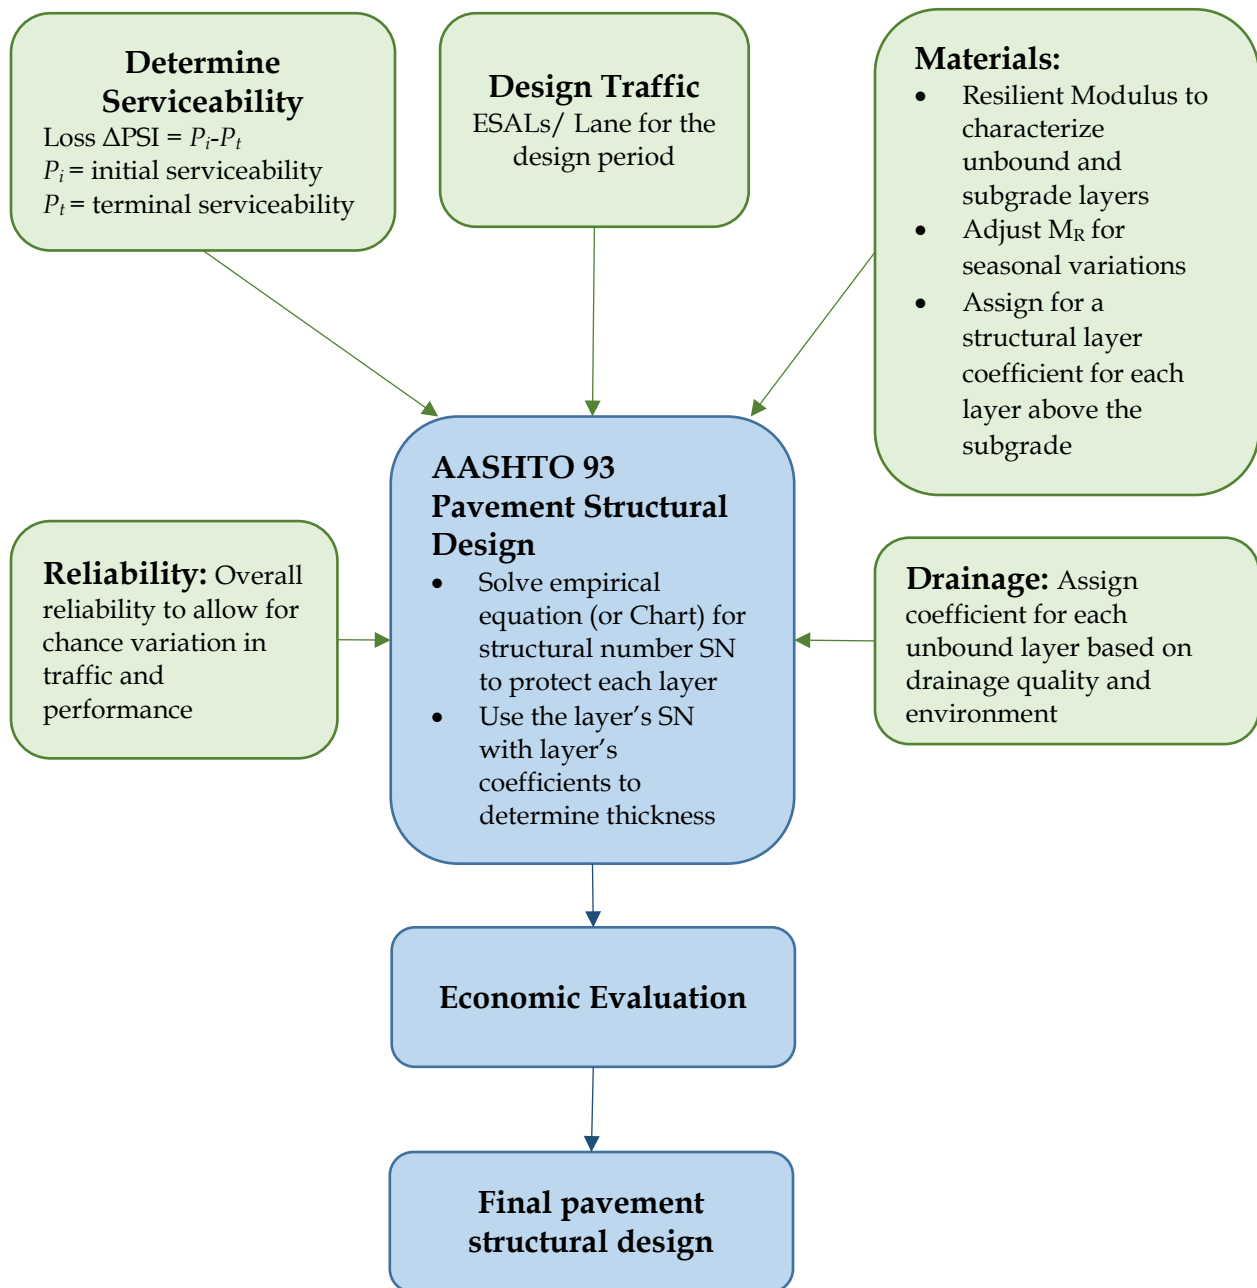 Determine
Serviceability
Loss ΔPSI = Pi-Pt
Pi = initial serviceability
Pt = terminal serviceability
Design Traffic
ESALs/ Lane for the
design period
Materials:
• Resilient Modulus to
characterize
unbound and
subgrade layers
• Adjust MR for
seasonal variations
• Assign for a
structural layer
coefficient for each
layer above the
subgrade
AASHTO 93
Pavement Structural
Design
• Solve empirical
equation (or Chart) for
structural number SN
to protect each layer
• Use the layer’s SN
with layer’s
coefficients to
determine thickness
Reliability: Overall
reliability to allow for
chance variation in
traffic and
performance
Drainage: Assign
coefficient for each
unbound layer based on
drainage quality and
environment
Economic Evaluation
Final pavement
structural design